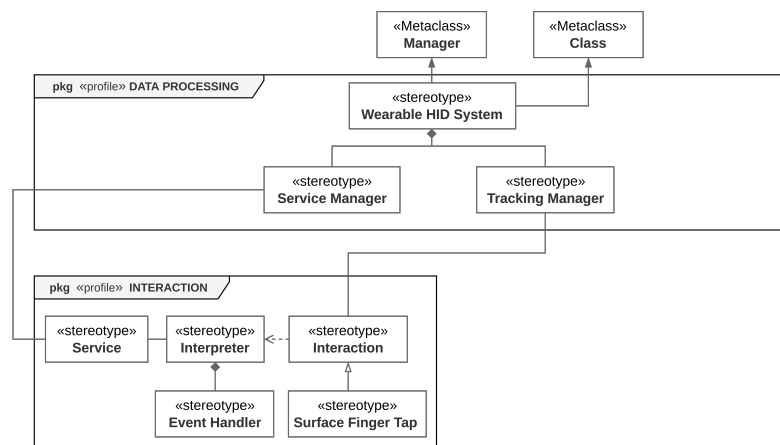 «Metaclass»
Manager
«Metaclass»
Class
pkg «profile» DATA PROCESSING
«stereotype»
Wearable HID System
«stereotype»
Service Manager
«stereotype»
Tracking Manager
pkg «profile» INTERACTION
«stereotype»
Service
«stereotype»
Interpreter
«stereotype»
Interaction
«stereotype»
Event Handler
«stereotype»
Surface Finger Tap